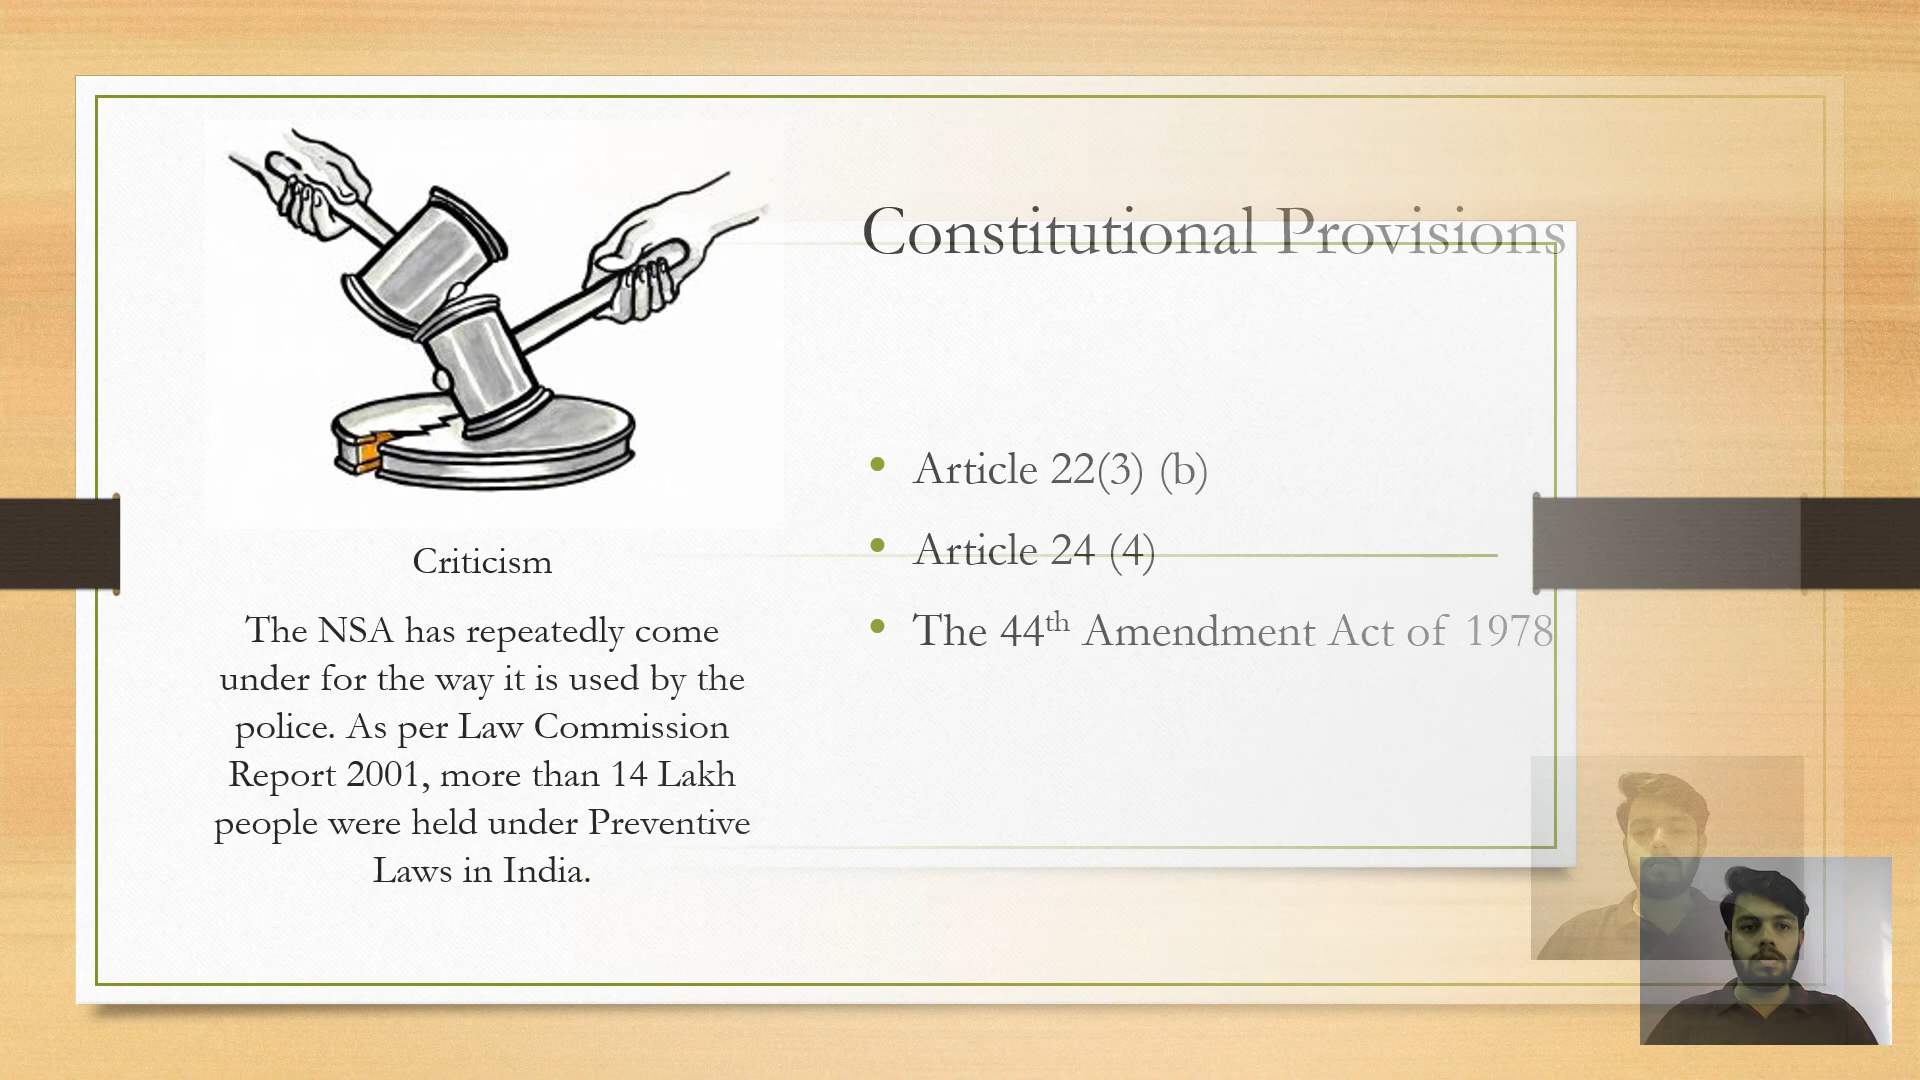 Constitutional Provisions
• Article 22(3) (b)
• Article 24 (4)
• The 44th Amendment Act of 1978
Criticism
The NSA has repeatedly come
under for the way it is used by the
police. As per Law Commission
Report 2001, more than 14 Lakh
people were held under Preventive
Laws in India.